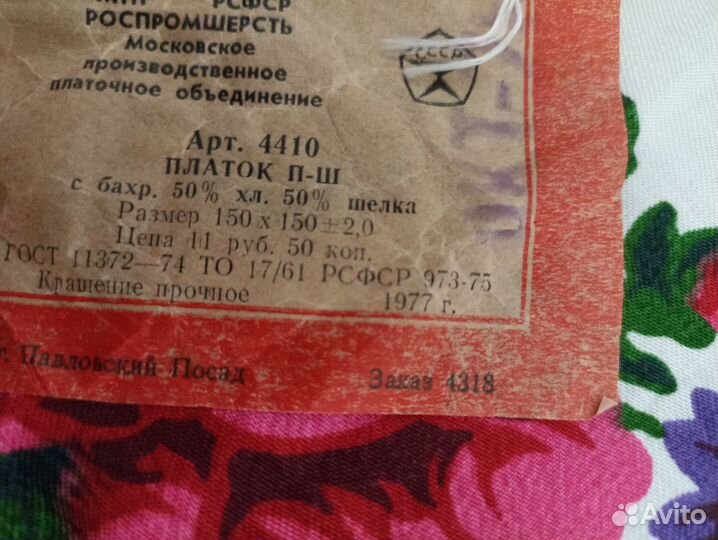 МЛП РСФСР
РОСПРОМШЕРСТЬ
Московское
производственное
платочное объединение
СССР
Арт. 4410
ПЛАТОК П-Ш
с бахр. 50% хл. 50% шелка
Размер 150 х 150±2,0
Цена 11 руб. 50 коп.
ГОСТ 11372—74 ТО 17/61 РСФСР 973-75
Крашение прочное 1977 г.
г. Павловский Посад Заказ 4318
Avito